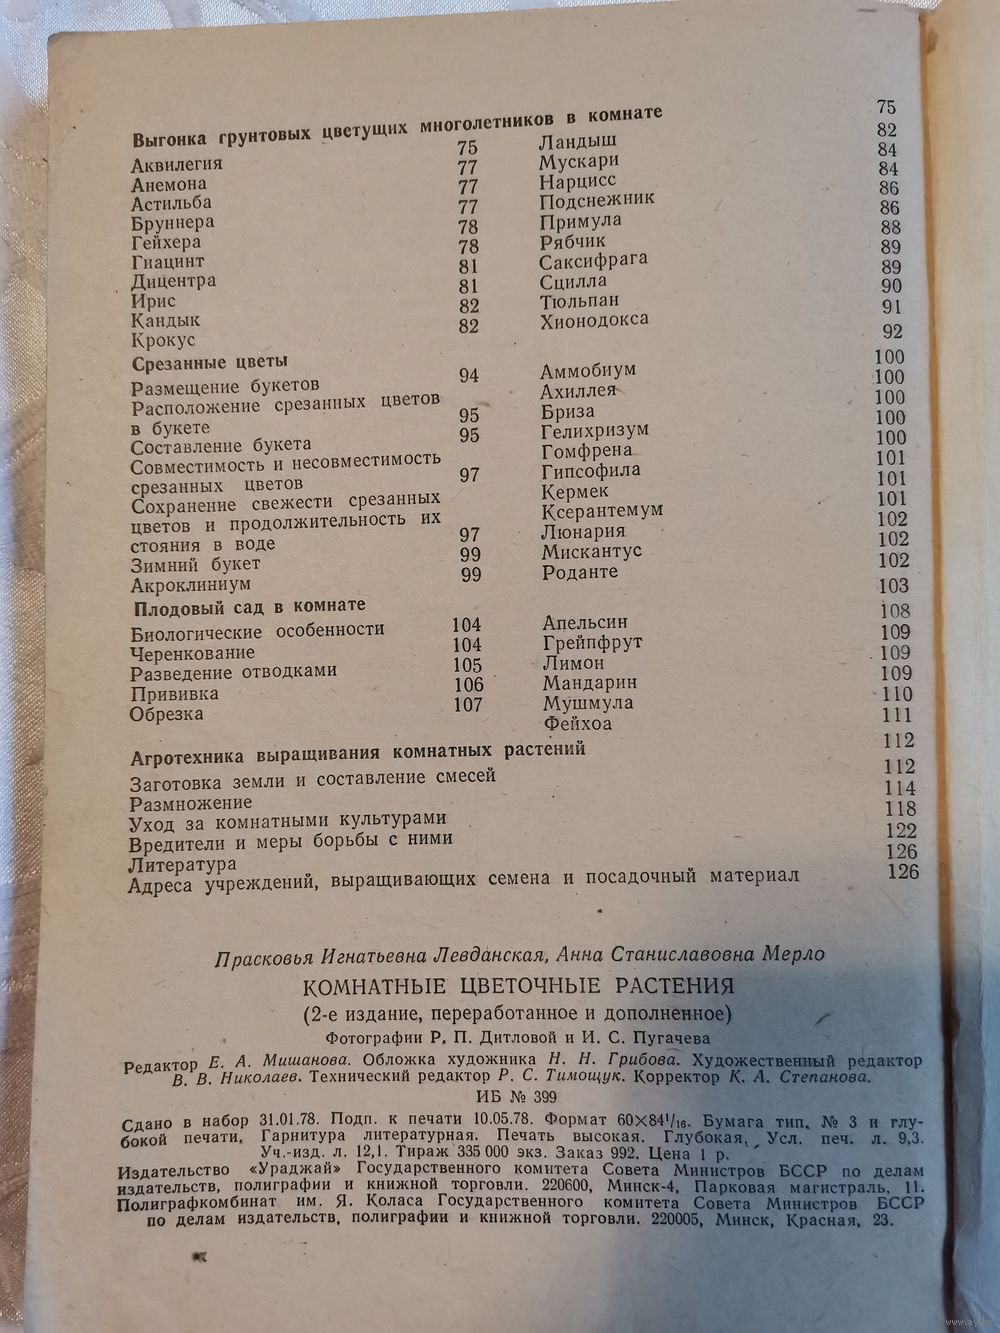 Выгонка грунтовых цветущих многолетников в комнате 75
Аквилегия 75
Анемона 77
Астильба 77
Бруннера 77
Гейхера 78
Гиацинт 78
Дицентра 81
Ирис 81
Кандык 82
Крокус 82
Ландыш 82
Мускари 84
Нарцисс 84
Подснежник 86
Примула 86
Рябчик 88
Саксифрага 89
Сцилла 89
Тюльпан 90
Хионодокса 91
Срезанные цветы 92
Размещение букетов 94
Расположение срезанных цветов
в букете 95
Составление букета 95
Совместимость и несовместимость
срезанных цветов 97
Сохранение свежести срезанных
цветов и продолжительность их
стояния в воде 97
Зимний букет 99
Акроклиниум 99
Аммобиум 100
Ахиллея 100
Бриза 100
Гелихризум 100
Гомфрена 100
Гипсофила 101
Кермек 101
Ксерантемум 101
Люнария 102
Мискантус 102
Роданте 102
Плодовый сад в комнате 103
Биологические особенности 104
Черенкование 104
Разведение отводками 105
Прививка 106
Обрезка 107
Апельсин 108
Грейпфрут 109
Лимон 109
Мандарин 109
Мушмула 110
Фейхоа 111
Агротехника выращивания комнатных растений 112
Заготовка земли и составление смесей 112
Размножение 114
Уход за комнатными культурами 118
Вредители и меры борьбы с ними 122
Литература 126
Адреса учреждений, выращивающих семена и посадочный материал 126
Прасковья Игнатьевна Левданская, Анна Станиславовна Мерло
КОМНАТНЫЕ ЦВЕТОЧНЫЕ РАСТЕНИЯ
(2-е издание, переработанное и дополненное)
Фотографии Р. П. Дитловой и И. С. Пугачева
Редактор Е. А. Мишанова. Обложка художника Н. Н. Грибова. Художественный редактор
В. В. Николаев. Технический редактор Р. С. Тимощук. Корректор К. А. Степанова.
ИБ № 399
Сдано в набор 31.01.78. Подп. к печати 10.05.78. Формат 60×84¹/₁₆. Бумага тип. № 3 и глу-
бокой печати. Гарнитура литературная. Печать высокая. Глубокая, Усл. печ. л. 9,3.
Уч.-изд. л. 12,1. Тираж 335 000 экз. Заказ 992. Цена 1 р.
Издательство «Ураджай» Государственного комитета Совета Министров БССР по делам
издательств, полиграфии и книжной торговли. 220600, Минск-4, Парковая магистраль, 11.
Полиграфкомбинат им. Я. Коласа Государственного комитета Совета Министров БССР
по делам издательств, полиграфии и книжной торговли. 220005, Минск, Красная, 23.
www.ay.by